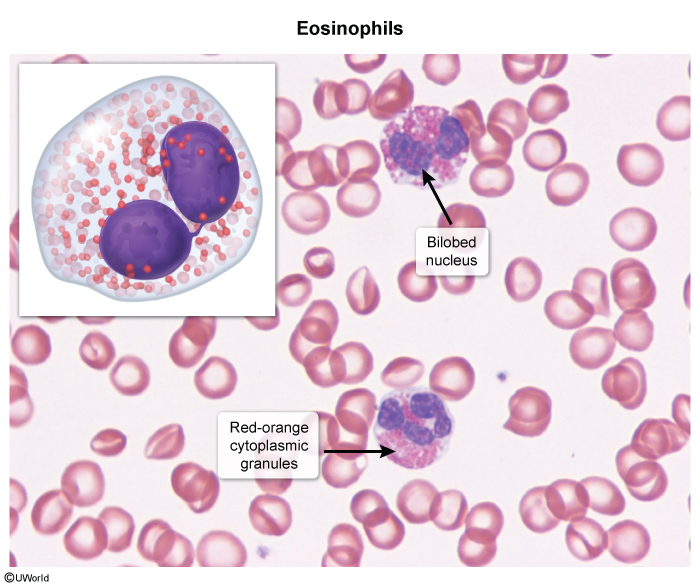 Eosinophils
Bilobed
nucleus
Red-orange
cytoplasmic
granules
©UWorld